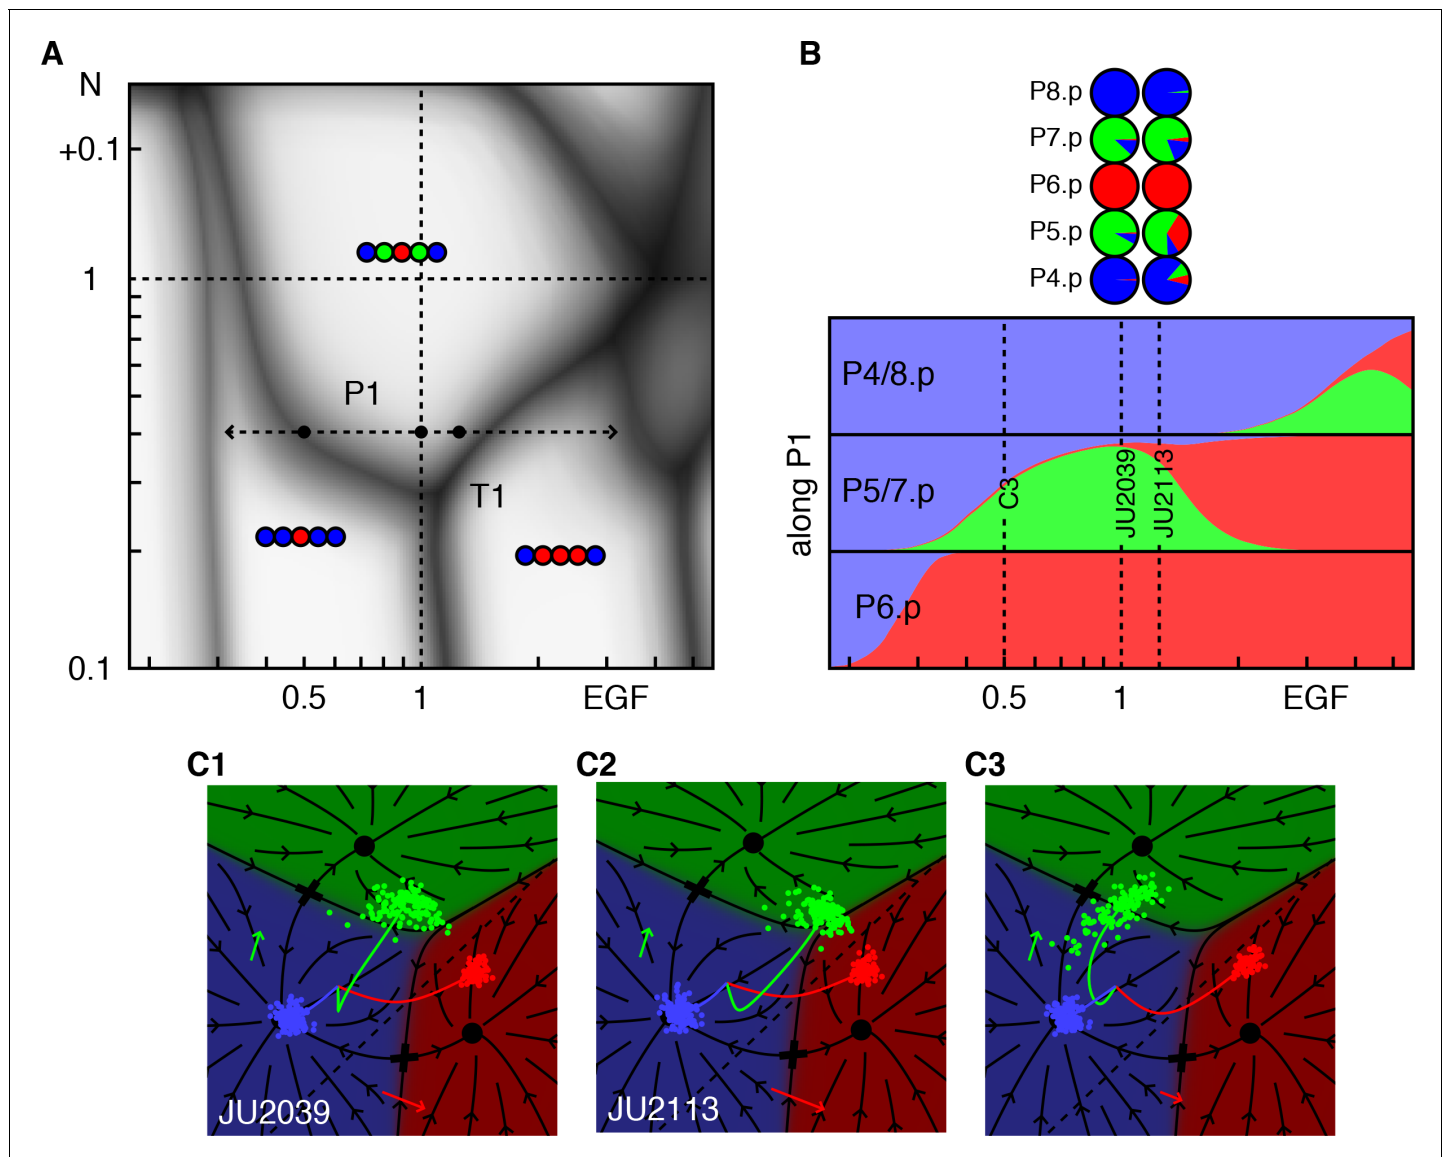 A
N
+0.1
1
0.1
P1
T1
0.5
1
EGF
B
P8.p
P7.p
P6.p
P5.p
P4.p
along P1
P4/8.p
P5/7.p
P6.p
C3
JU2039
JU2113
0.5
1
EGF
C1
C2
C3
JU2039
JU2113